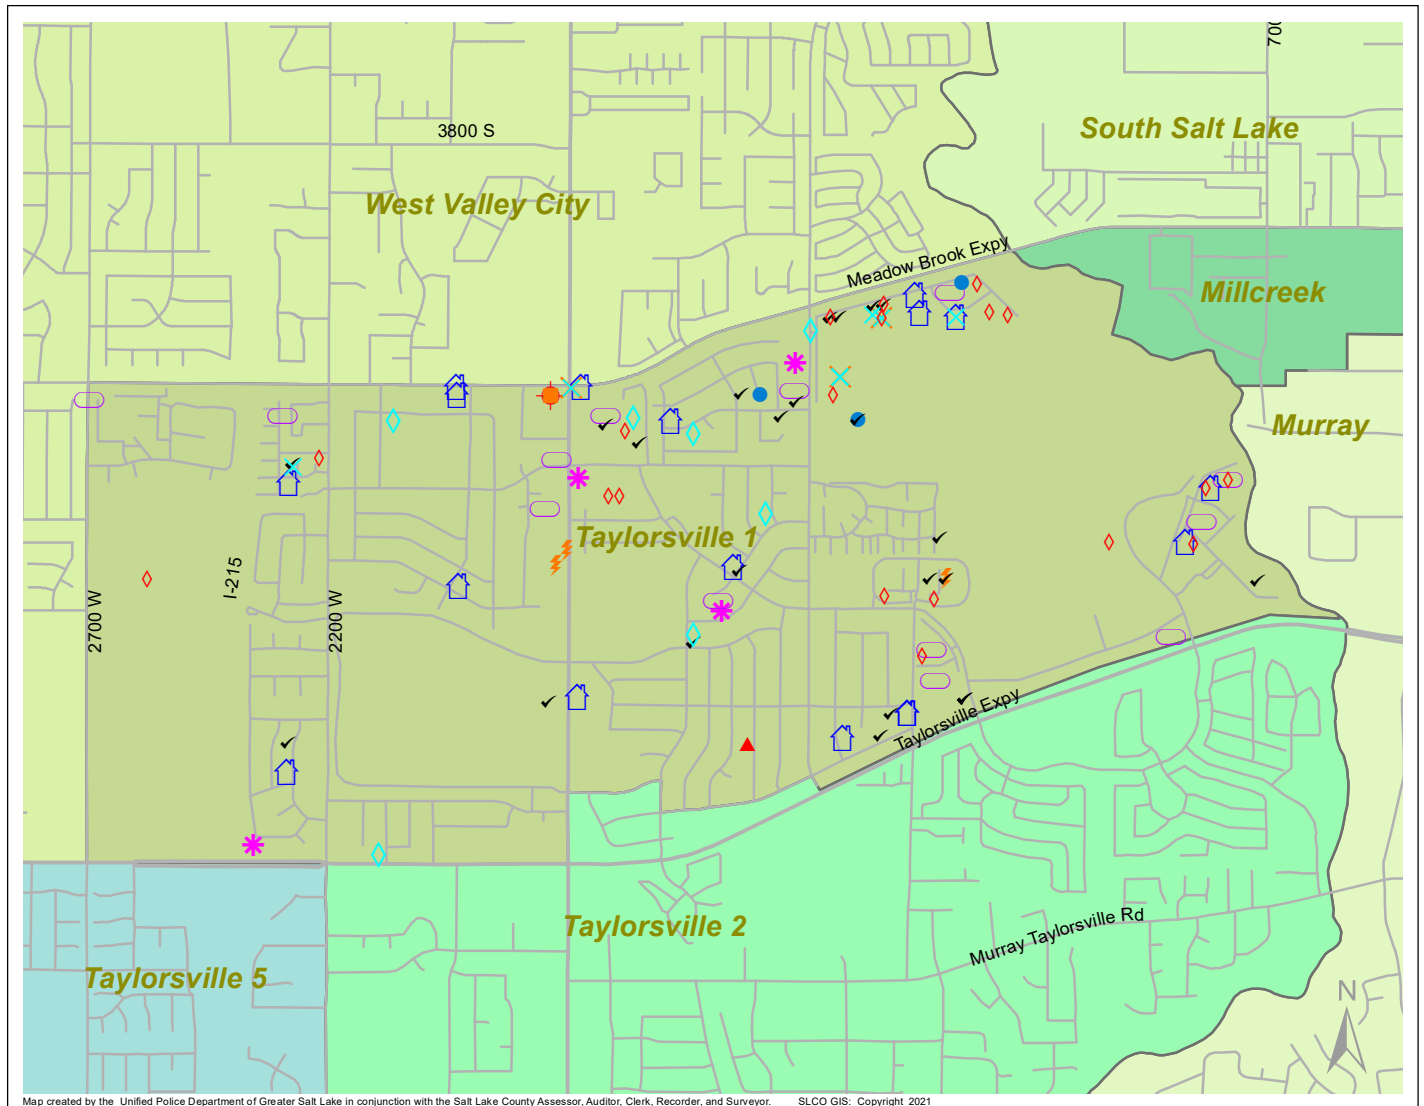 700
3800 S
South Salt Lake
West Valley City
Meadow Brook Expy
Millcreek
Murray
Taylorsville 1
I-215
2700 W
2200 W
Taylorsville Expy
Taylorsville 2
Murray Taylorsville Rd
Taylorsville 5
N
Map created by the Unified Police Department of Greater Salt Lake in conjunction with the Salt Lake County Assessor, Auditor, Clerk, Recorder, and Surveyor. SLCO GIS: Copyright 2021